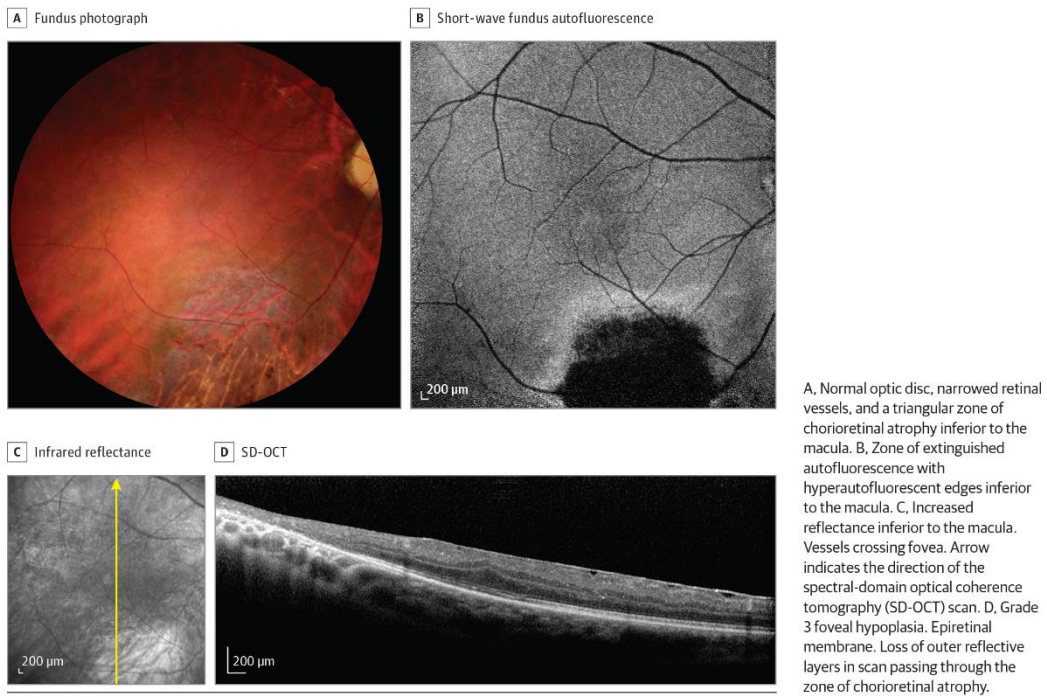 A Fundus photograph
B Short-wave fundus autofluorescence
200 μm
C Infrared reflectance
D SD-OCT
200 μm
200 μm
A, Normal optic disc, narrowed retinal
vessels, and a triangular zone of
chorioretinal atrophy inferior to the
macula. B, Zone of extinguished
autofluorescence with
hyperautofluorescent edges inferior
to the macula. C, Increased
reflectance inferior to the macula.
Vessels crossing fovea. Arrow
indicates the direction of the
spectral-domain optical coherence
tomography (SD-OCT) scan. D, Grade
3 foveal hypoplasia. Epiretinal
membrane. Loss of outer reflective
layers in scan passing through the
zone of chorioretinal atrophy.